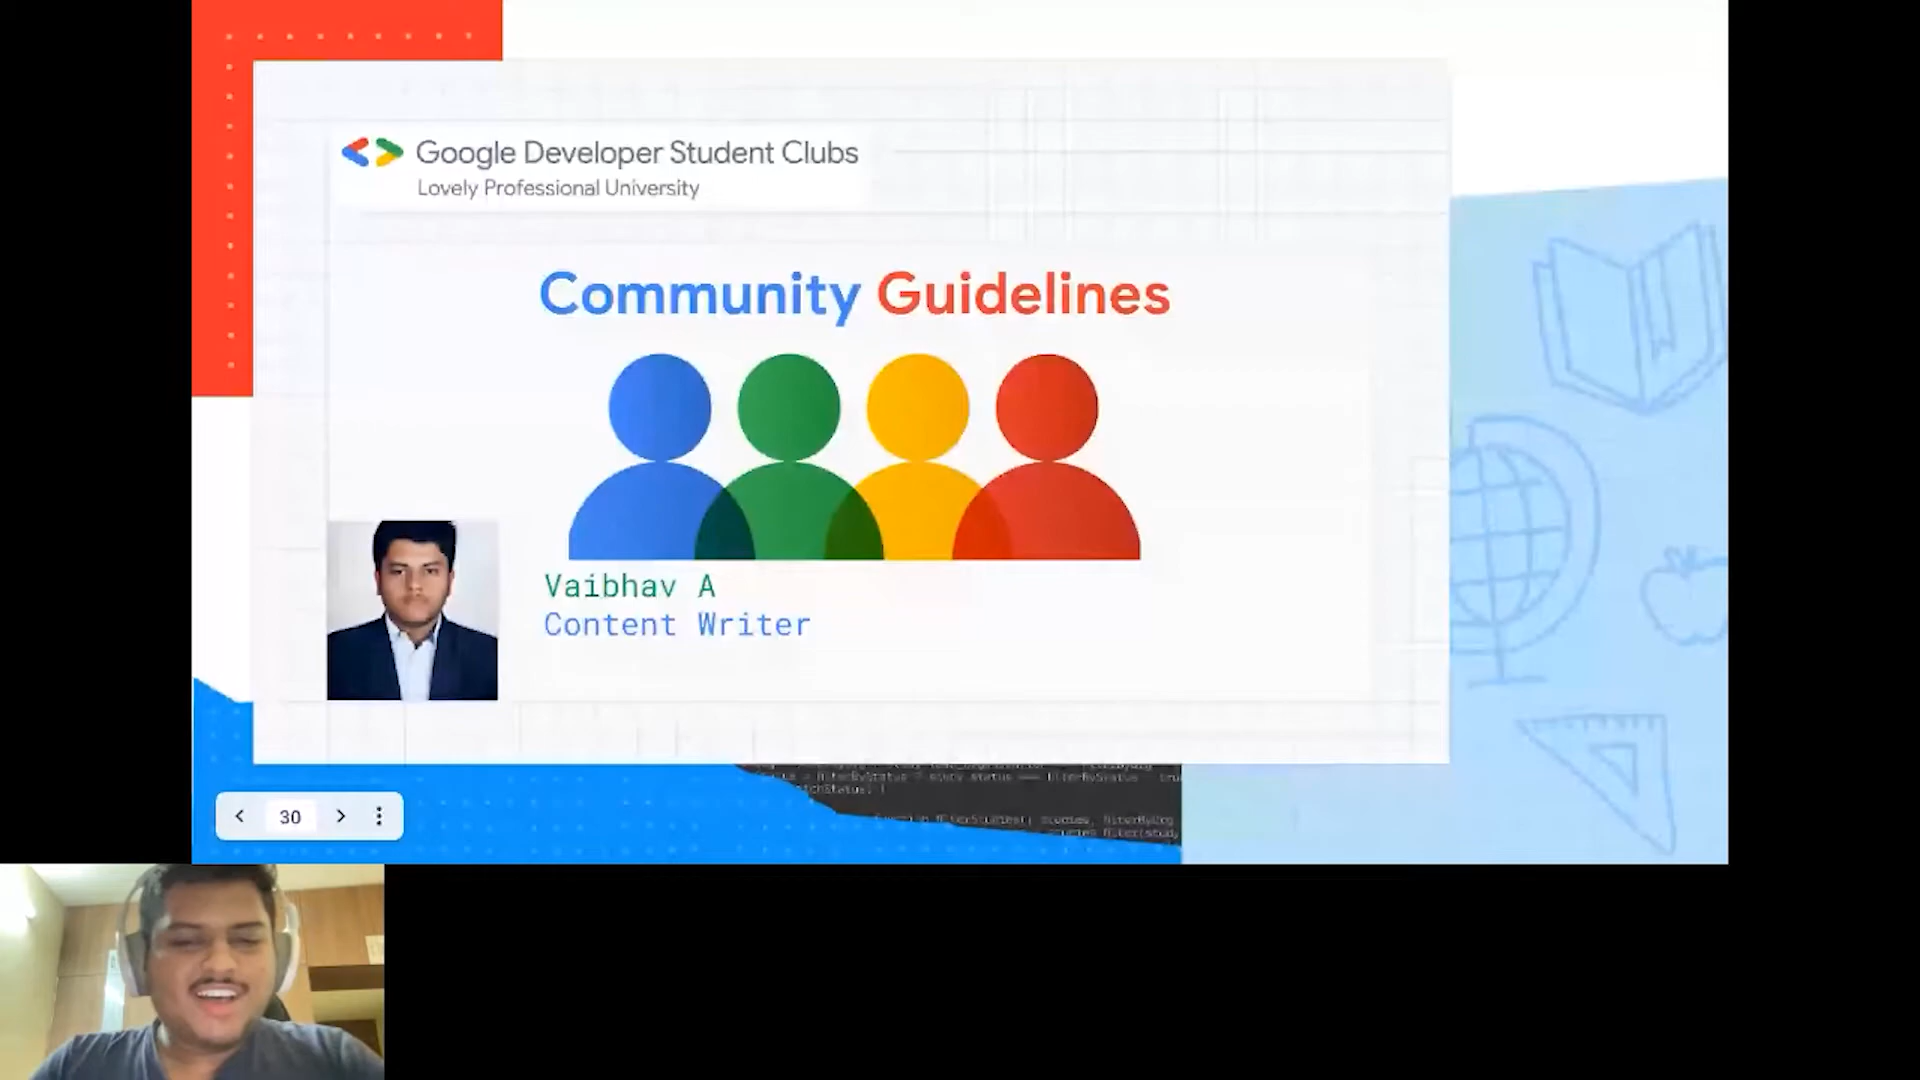 Google Developer Student Clubs
Lovely Professional University
Community Guidelines
Vaibhav A
Content Writer
30